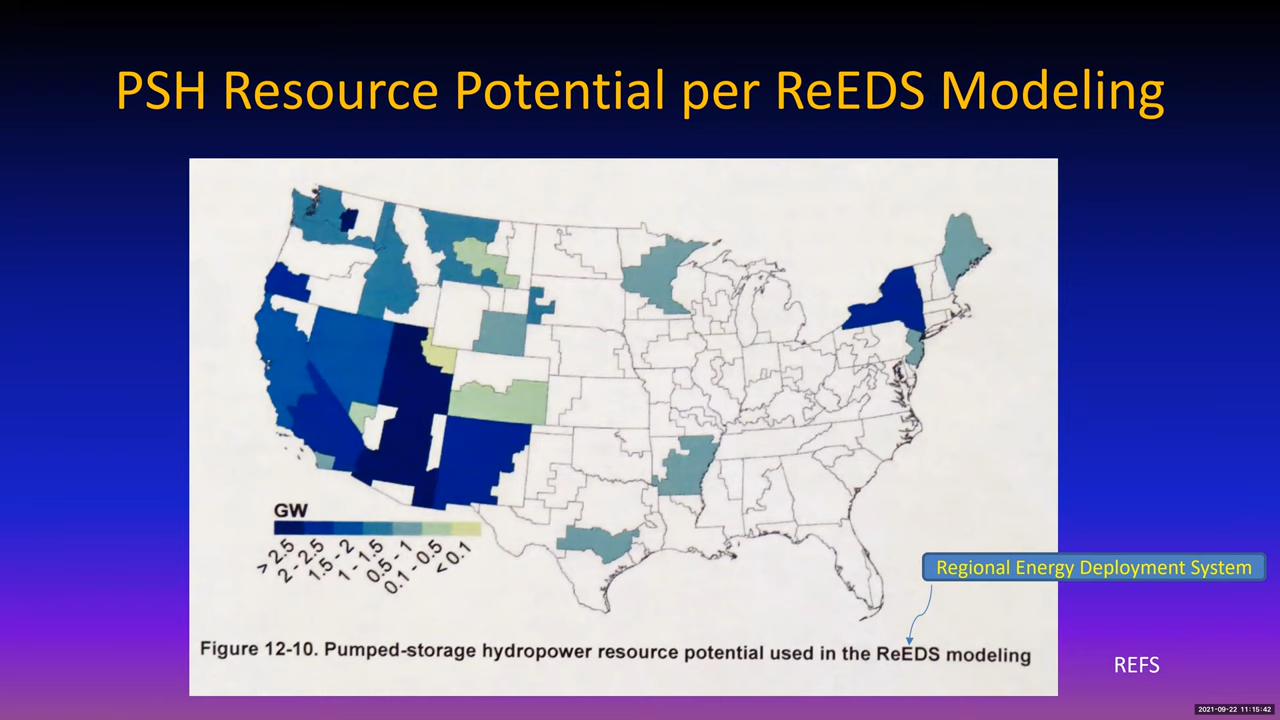 PSH Resource Potential per ReEDS Modeling
GW
> 2.5
2 - 2.5
1.5 - 2
1 - 1.5
0.5 - 1
0.1 - 0.5
< 0.1
Regional Energy Deployment System
Figure 12-10. Pumped-storage hydropower resource potential used in the ReEDS modeling
REFS
2021-09-22 11:15:42